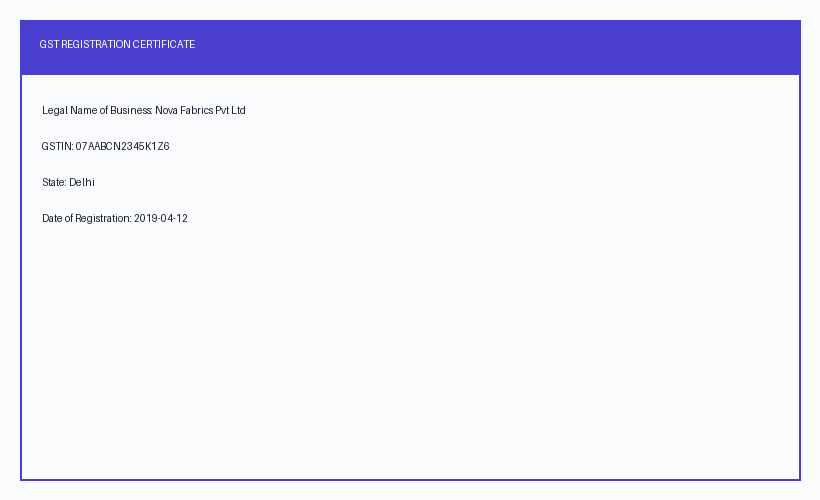 GST REGISTRATION CERTIFICATE
Legal Name of Business: Nova Fabrics Pvt Ltd
GSTIN: 07AABCN2345K1Z6
State: Delhi
Date of Registration: 2019-04-12